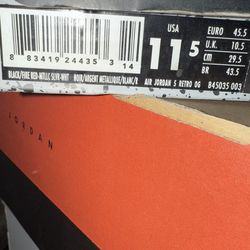 USA
11 5
EURO 45.5
U.K. 10.5
CM 29.5
BR 43.5
8 83419 24435 3 14
BLACK/FIRE RED-MTLLC SLVR-WHT NOIR/ARGENT METALLIQUE/BLANC/R AIR JORDAN 5 RETRO OG 845035 003
JORDAN